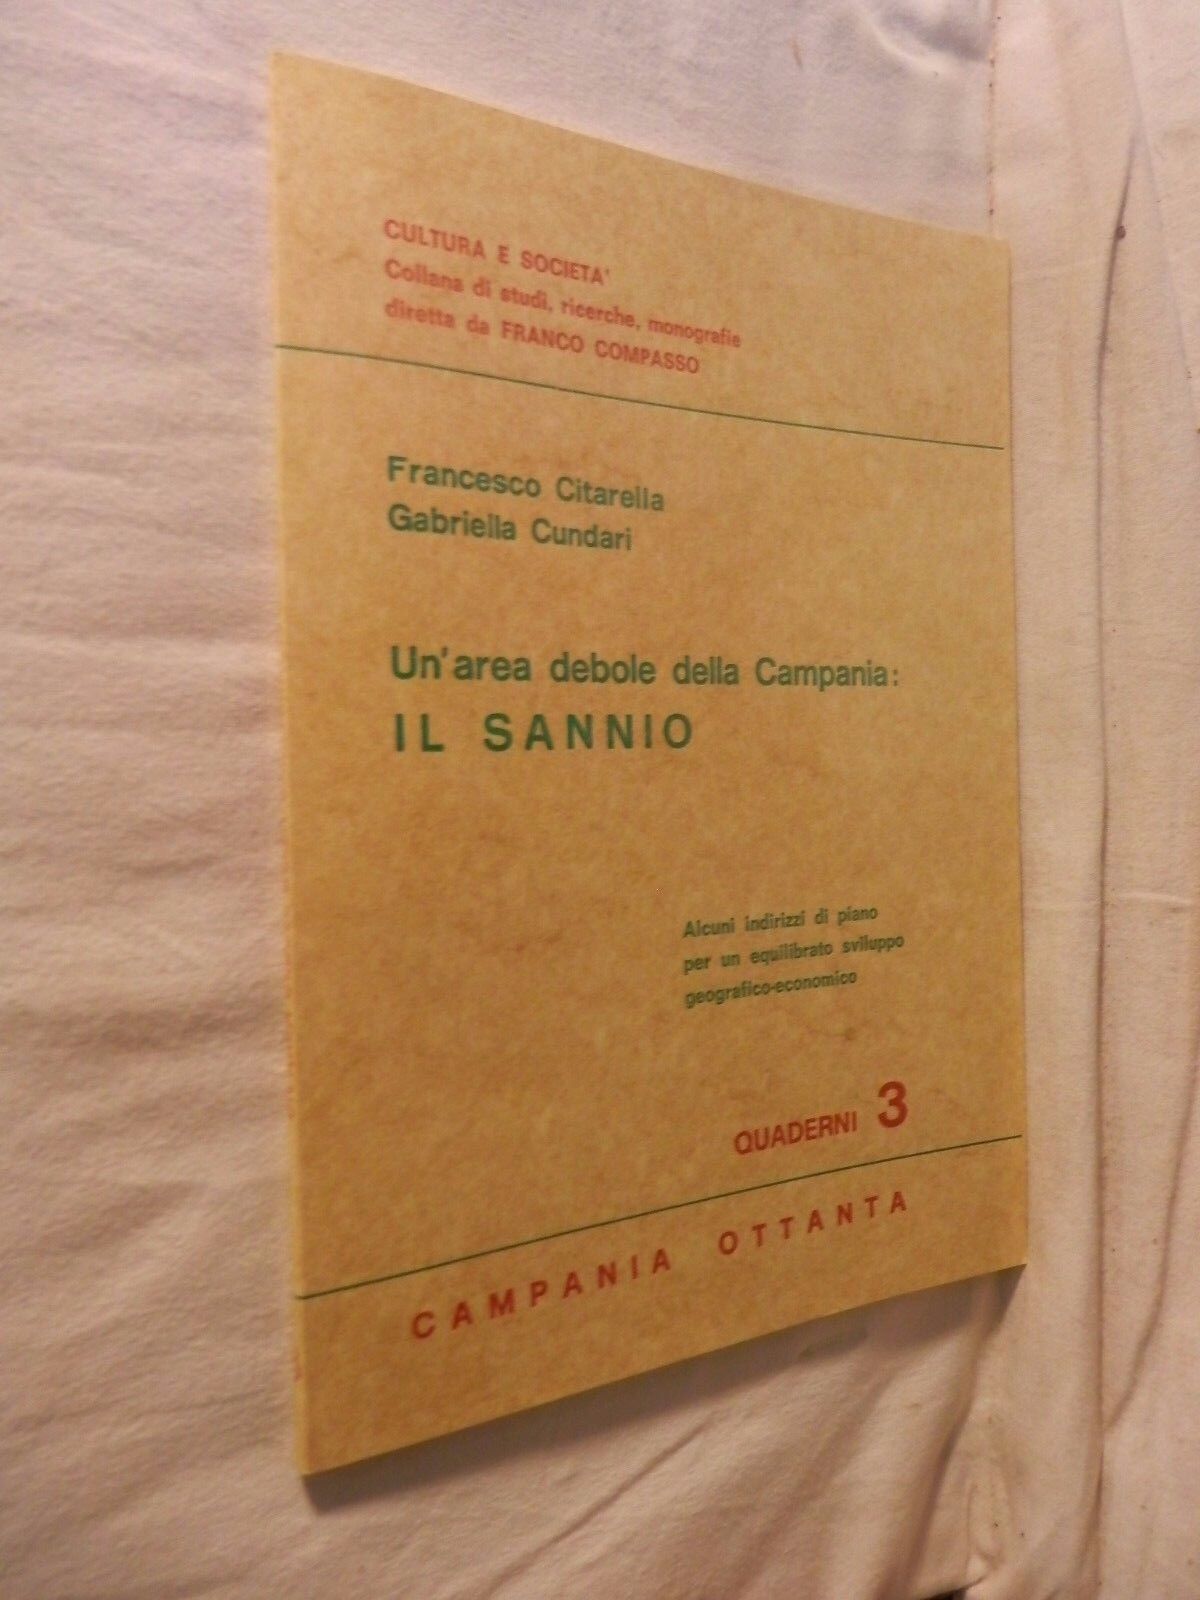 CULTURA E SOCIETA'
Collana di studi, ricerche, monografie
diretta da FRANCO COMPASSO
Francesco Citarella
Gabriella Cundari
Un'area debole della Campania:
IL SANNIO
Alcuni indirizzi di piano
per un equilibrato sviluppo
geografico-economico
QUADERNI 3
CAMPANIA OTTANTA